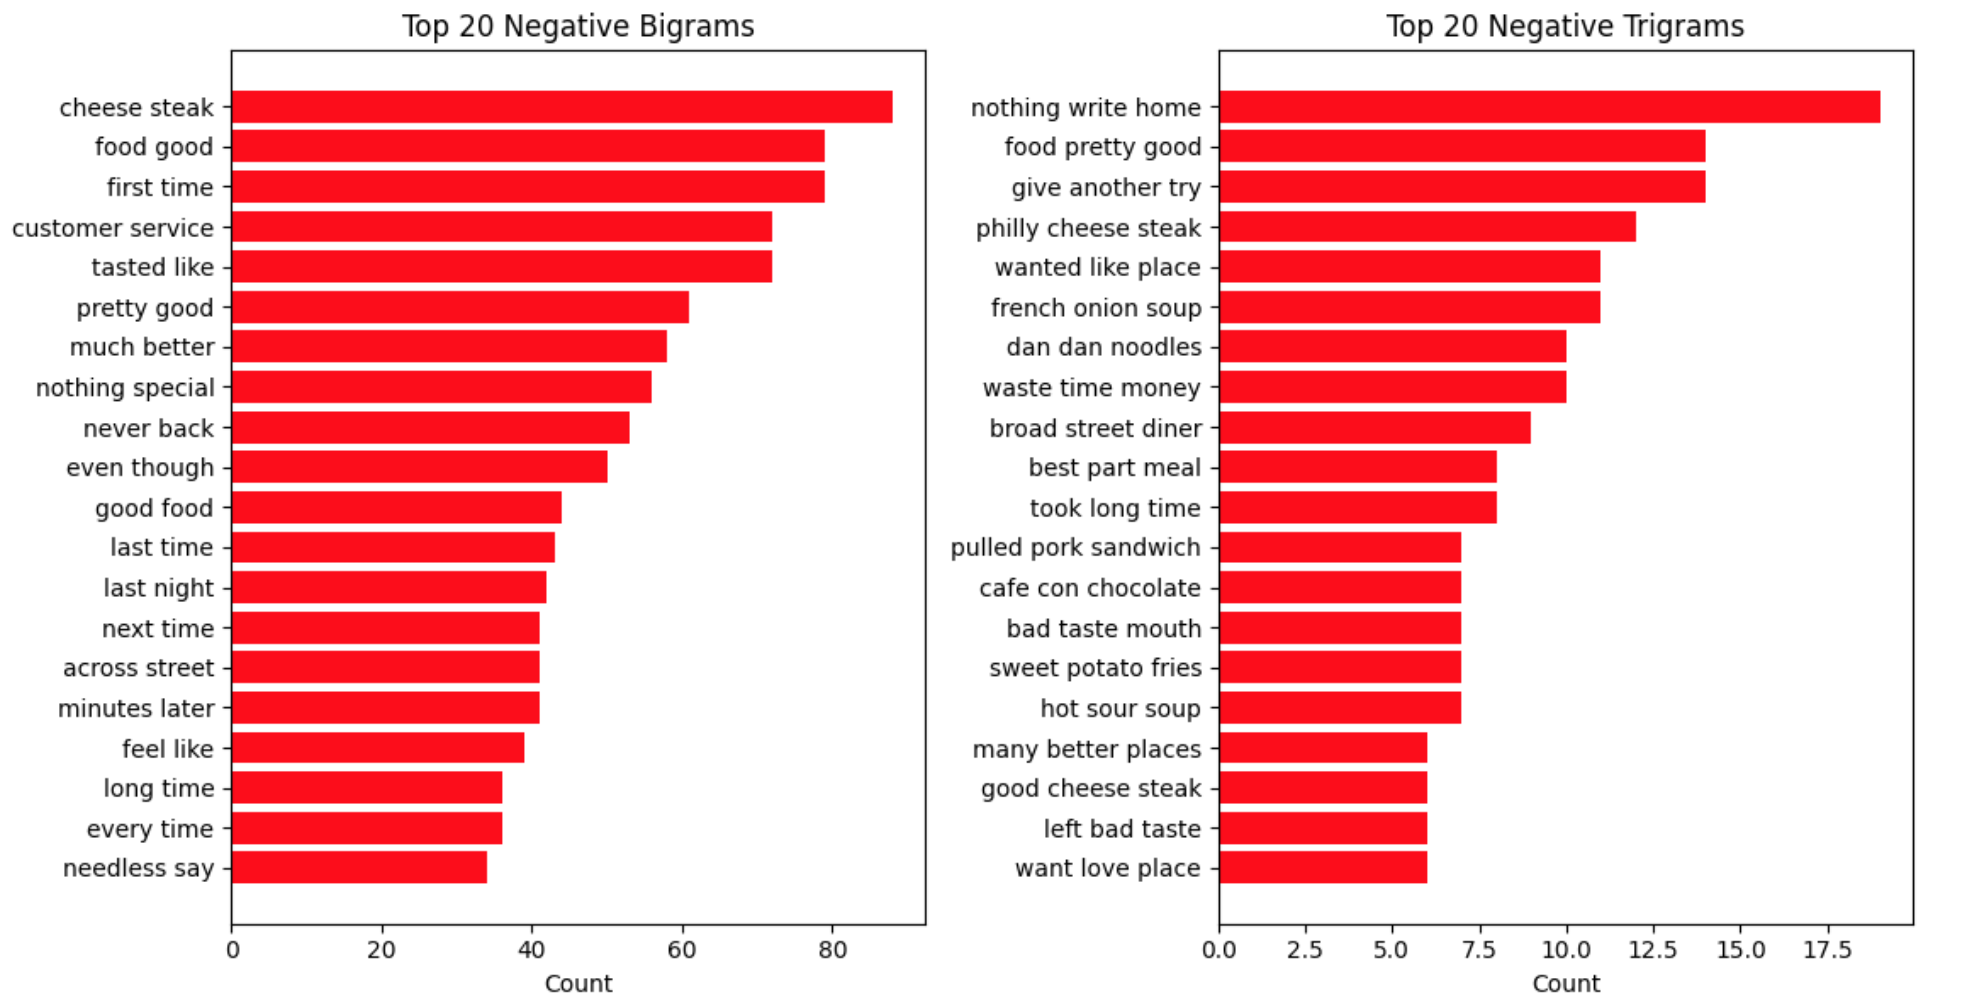 Top 20 Negative Bigrams
cheese steak
food good
first time
customer service
tasted like
pretty good
much better
nothing special
never back
even though
good food
last time
last night
next time
across street
minutes later
feel like
long time
every time
needless say
0 20 40 60 80
Count
Top 20 Negative Trigrams
nothing write home
food pretty good
give another try
philly cheese steak
wanted like place
french onion soup
dan dan noodles
waste time money
broad street diner
best part meal
took long time
pulled pork sandwich
cafe con chocolate
bad taste mouth
sweet potato fries
hot sour soup
many better places
good cheese steak
left bad taste
want love place
0.0 2.5 5.0 7.5 10.0 12.5 15.0 17.5
Count